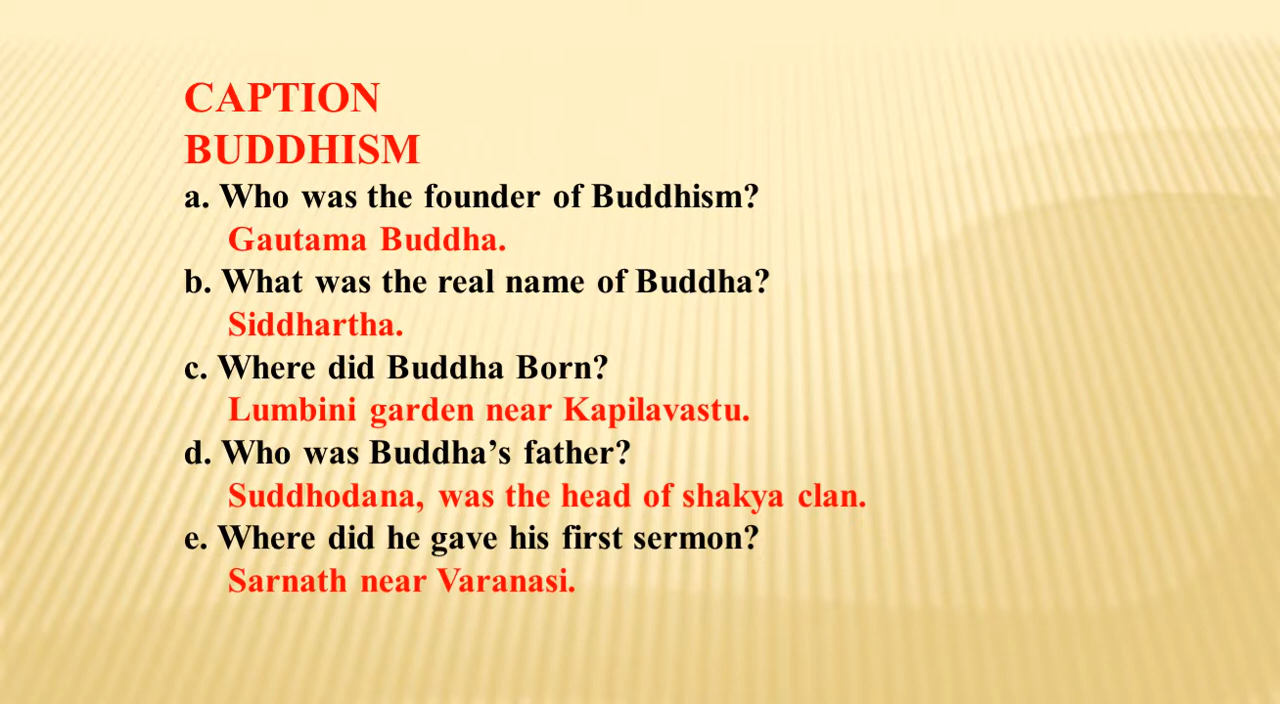 CAPTION
BUDDHISM
a. Who was the founder of Buddhism?
Gautama Buddha.
b. What was the real name of Buddha?
Siddhartha.
c. Where did Buddha Born?
Lumbini garden near Kapilavastu.
d. Who was Buddha’s father?
Suddhodana, was the head of shakya clan.
e. Where did he gave his first sermon?
Sarnath near Varanasi.